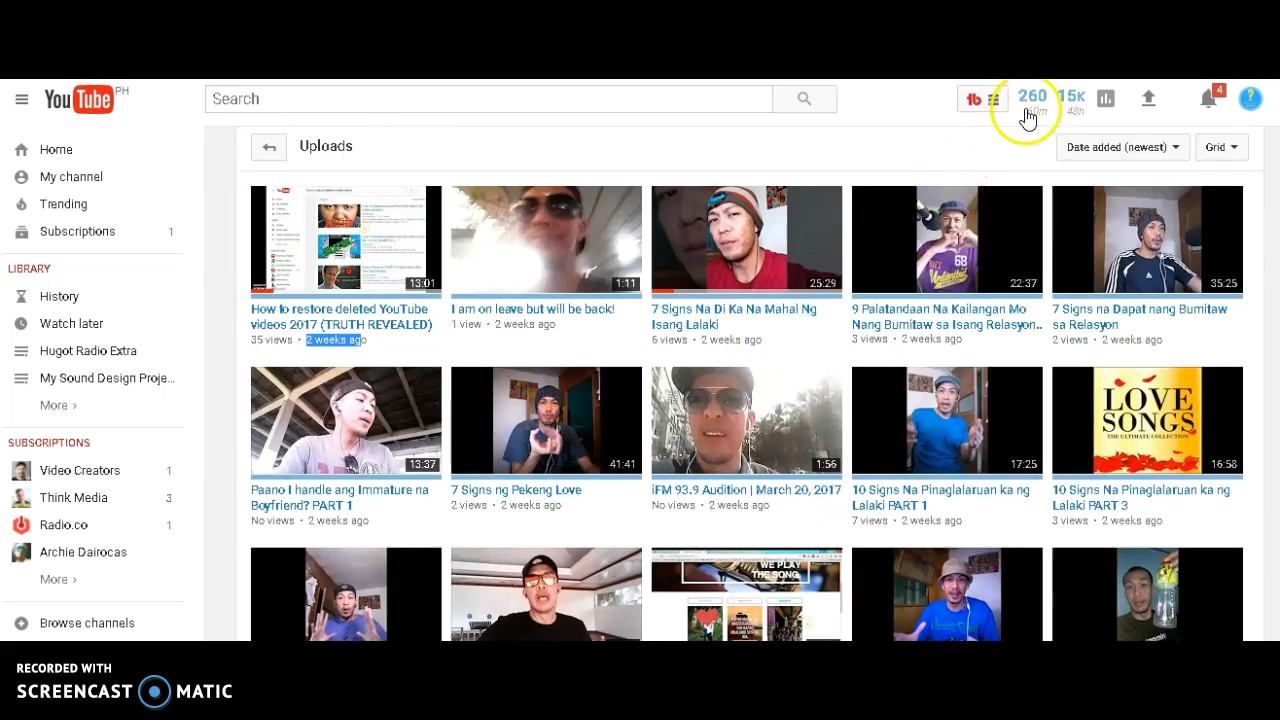 YouTube PH
Search
260
60m
15K
48h
4
Home
My channel
Trending
Subscriptions 1
LIBRARY
History
Watch later
Hugot Radio Extra
My Sound Design Proje...
More
SUBSCRIPTIONS
Video Creators 1
Think Media 3
Radio.co 1
Archie Dairocas
More
Browse channels
Uploads
Date added (newest)
Grid
13:01
1:11
25:29
22:37
35:25
How to restore deleted YouTube
videos 2017 (TRUTH REVEALED)
35 views • 2 weeks ago
I am on leave but will be back!
1 view • 2 weeks ago
7 Signs Na Di Ka Na Mahal Ng
Isang Lalaki
6 views • 2 weeks ago
9 Palatandaan Na Kailangan Mo
Nang Bumitaw sa Isang Relasyon..
3 views • 2 weeks ago
7 Signs na Dapat nang Bumitaw
sa Relasyon
2 views • 2 weeks ago
13:37
41:41
1:56
17:25
LOVE
SONGS
THE ULTIMATE COLLECTION
16:58
Paano I handle ang Immature na
Boyfriend? PART 1
No views • 2 weeks ago
7 Signs ng Pekeng Love
2 views • 2 weeks ago
iFM 93.9 Audition | March 20, 2017
No views • 2 weeks ago
10 Signs Na Pinaglalaruan ka ng
Lalaki PART 1
7 views • 2 weeks ago
10 Signs Na Pinaglalaruan ka ng
Lalaki PART 3
3 views • 2 weeks ago
WE PLAY
THE SONG
RECORDED WITH
SCREENCAST MATIC